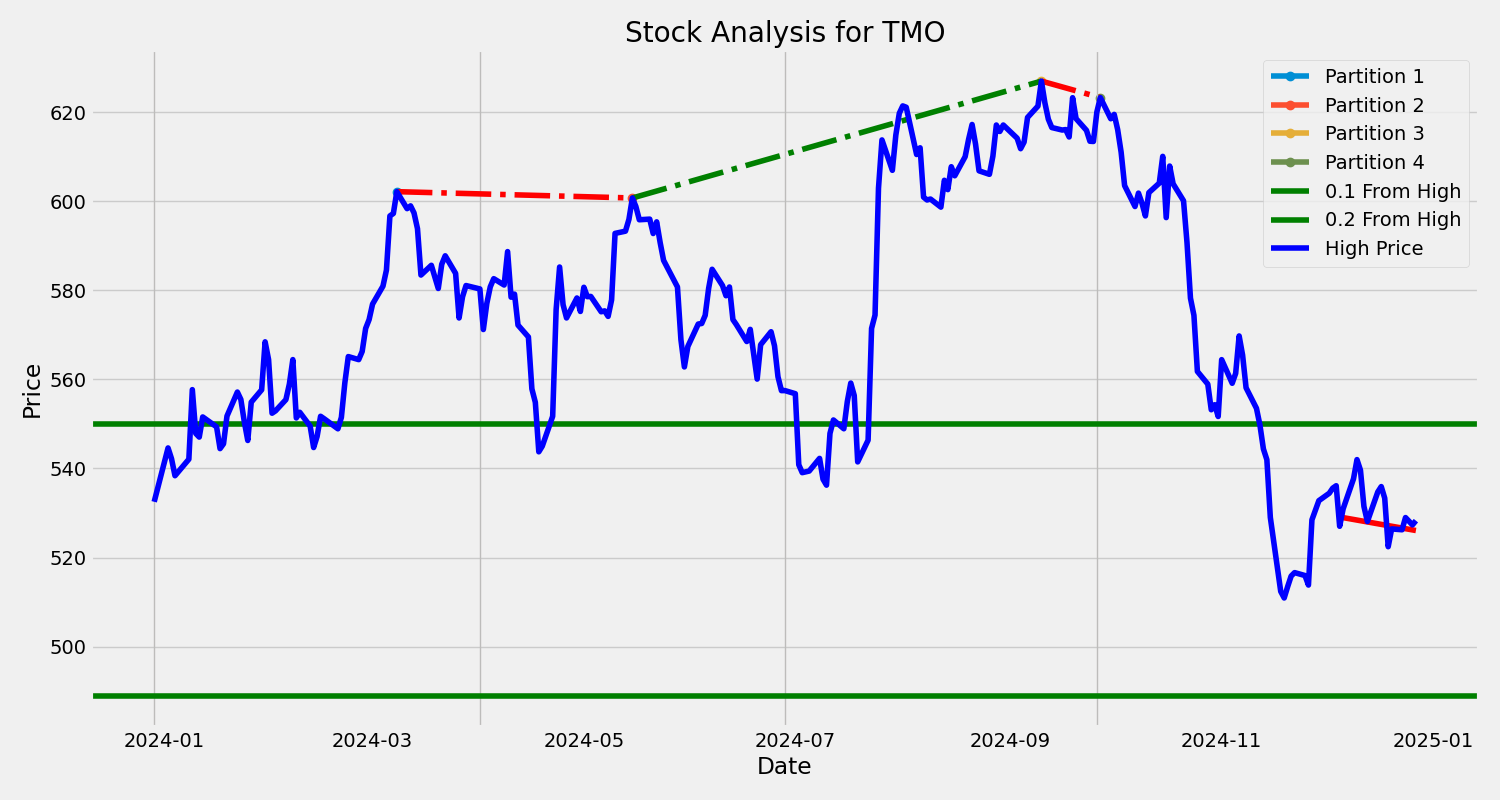 Stock Analysis for TMO
Partition 1
Partition 2
Partition 3
Partition 4
0.1 From High
0.2 From High
High Price
Price
620
600
580
560
540
520
500
2024-01
2024-03
2024-05
2024-07
2024-09
2024-11
2025-01
Date